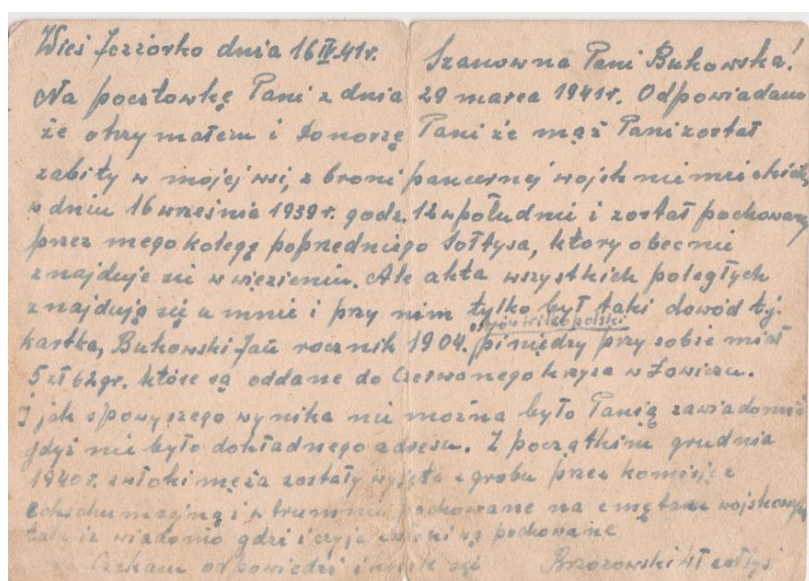 Wieś Jeziorko dnia 16 IV 41r. Szanowna Pani Bukowska!
Na pocztówkę Pani z dnia 29 marca 1941r. Odpowiadam
że otrzymałem i donoszę Pani że mąż Pani został
zabity w mojej wsi, z broni pancernej wojsk
w dniu 16 września 1939r. godz. 12 w południe i został pochowany
przez mego kolegę poprzedniego sołtysa, który obecnie
znajduje się w więzieniu. Ale akta wszystkich poległych
znajdują się u mnie i przy nim tylko był taki dowód tj.
kartka, Bukowski Jan rocznik 1904. pieniędzy przy sobie miał
5 zł 62 gr. które są oddane do Czerwonego krzyża w Łowiczu.
I jak z powyższego wynika nie można było Panią zawiadomić
gdyż nie było dokładnego adresu. Z początkiem grudnia
1940r. zwłoki męża zostały wyjęte z grobu przez komisję
i w trumnie pochowane na cmętarz
tak iż wiadomo gdzie i czyje zwłoki są pochowane
Czekam odpowiedzi i Brzozowski sołtys